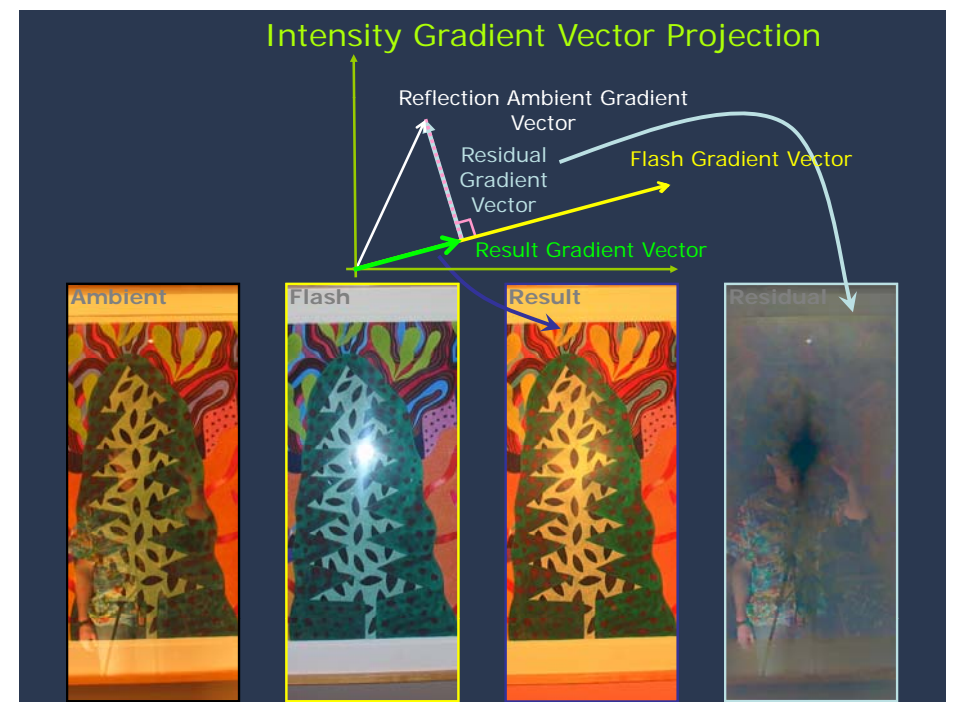 Intensity Gradient Vector Projection
Reflection Ambient Gradient
Vector
Residual
Gradient
Vector
Flash Gradient Vector
Result Gradient Vector
Ambient
Flash
Result
Residual